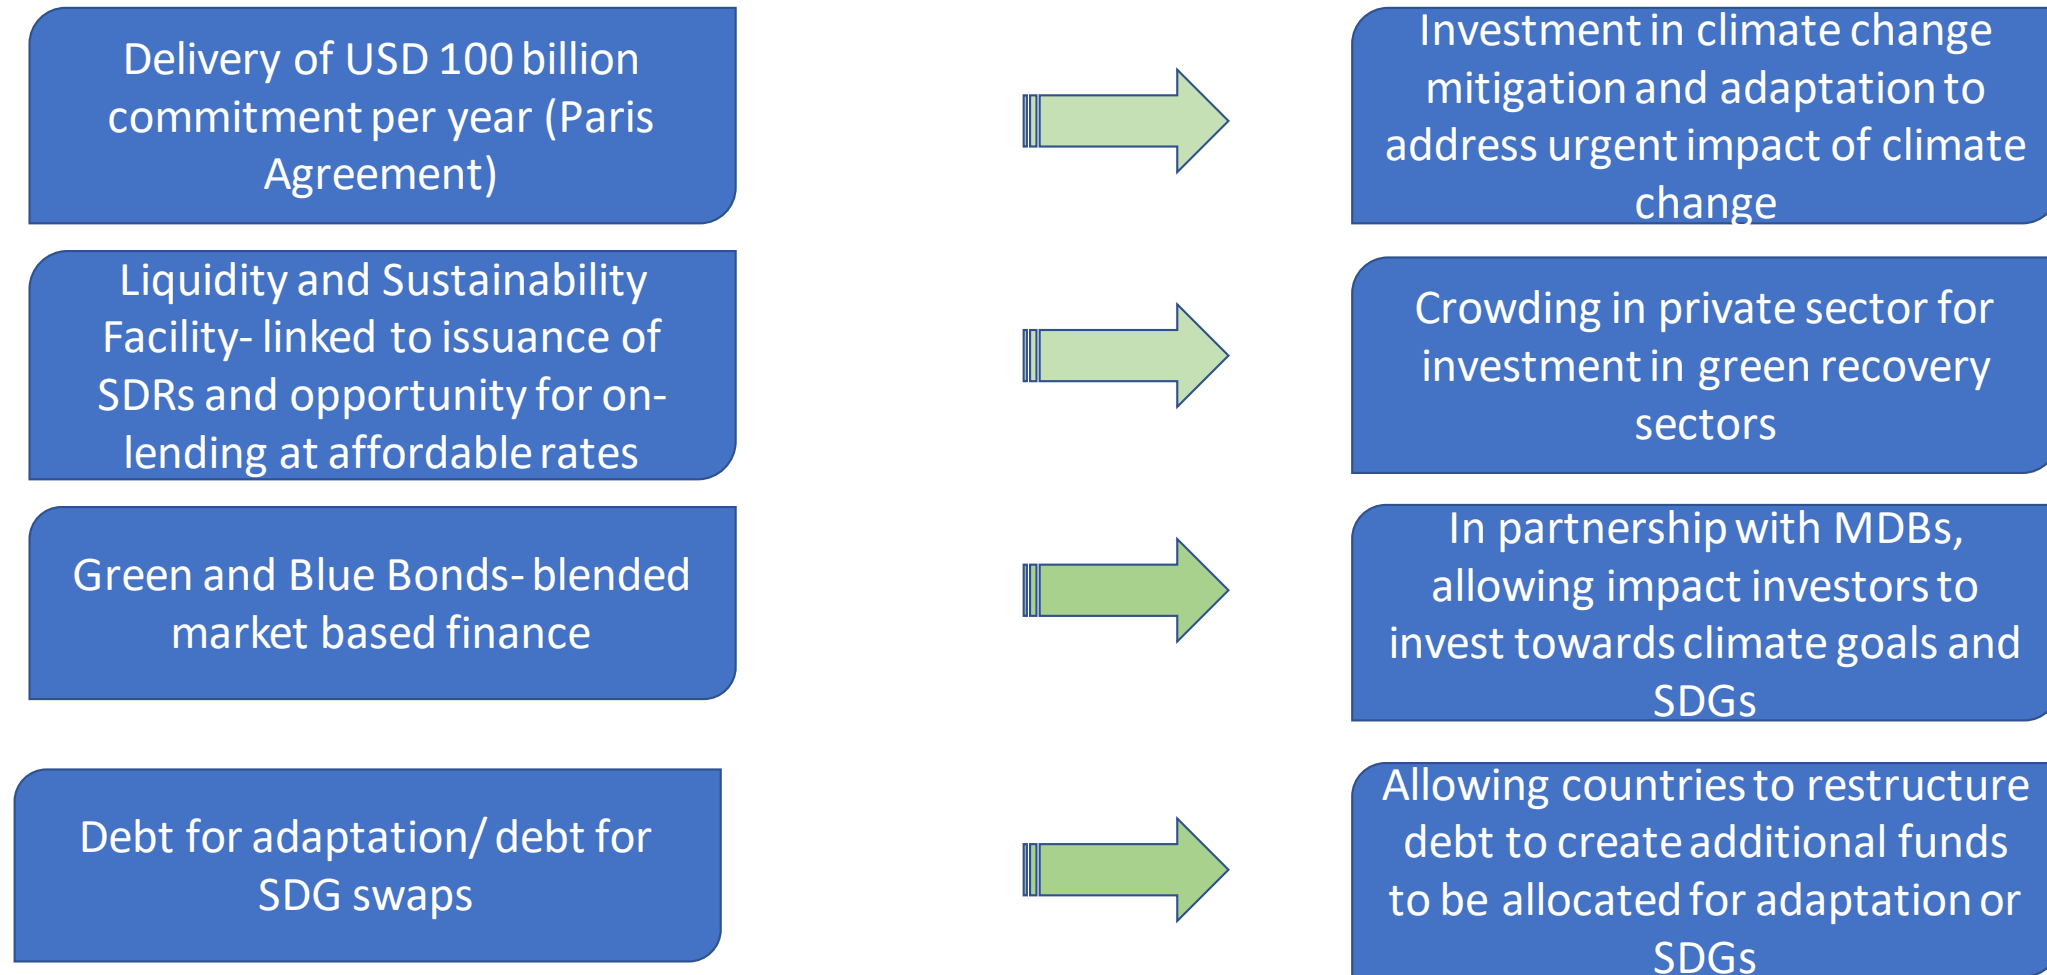 Delivery of USD 100 billion
commitment per year (Paris
Agreement)
Investment in climate change
mitigation and adaptation to
address urgent impact of climate
change
Liquidity and Sustainability
Facility- linked to issuance of
SDRs and opportunity for on-
lending at affordable rates
Crowding in private sector for
investment in green recovery
sectors
Green and Blue Bonds- blended
market based finance
In partnership with MDBs,
allowing impact investors to
invest towards climate goals and
SDGs
Debt for adaptation/ debt for
SDG swaps
Allowing countries to restructure
debt to create additional funds
to be allocated for adaptation or
SDGs